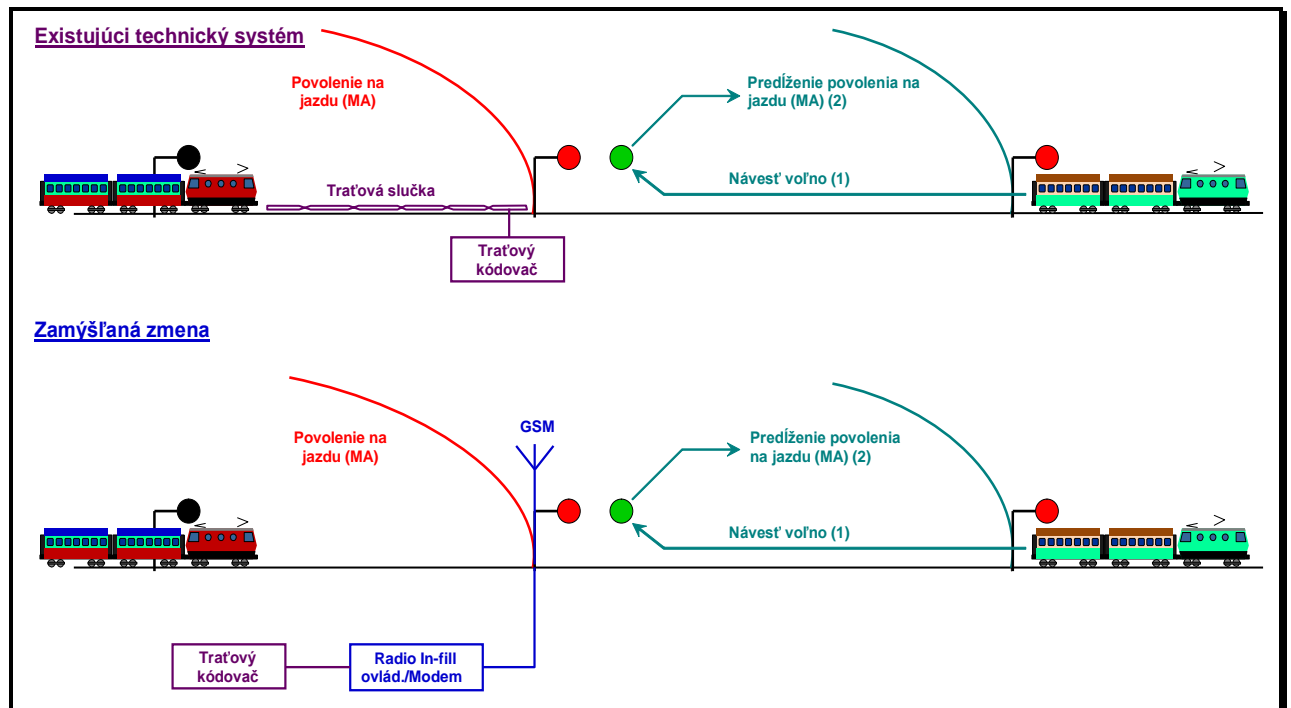 Existujúci technický systém
Povolenie na
jazdu (MA)
Predĺženie povolenia na
jazdu (MA) (2)
Traťová slučka
Návesť voľno (1)
Traťový
kódovač
Zamýšľaná zmena
GSM
Povolenie na
jazdu (MA)
Predĺženie povolenia
na jazdu (MA) (2)
Návesť voľno (1)
Traťový
kódovač
Radio In-fill
ovlád./Modem